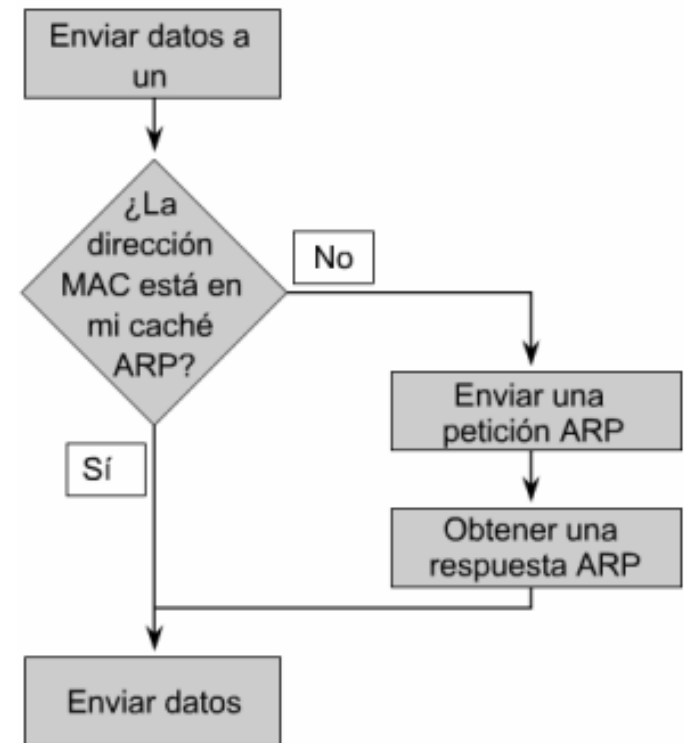 Enviar datos a
un
¿La
dirección
MAC está en
mi caché
ARP?
No
Enviar una
petición ARP
Sí
Obtener una
respuesta ARP
Enviar datos